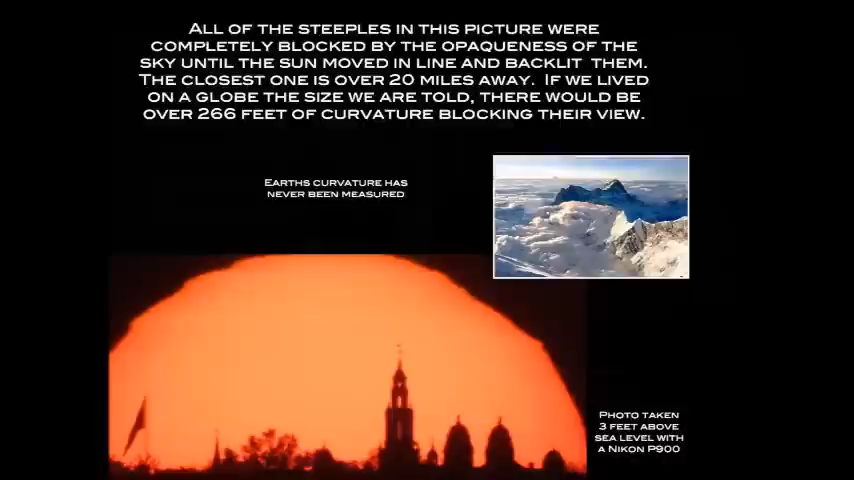 ALL OF THE STEEPLES IN THIS PICTURE WERE
COMPLETELY BLOCKED BY THE OPAQUENESS OF THE
SKY UNTIL THE SUN MOVED IN LINE AND BACKLIT THEM.
THE CLOSEST ONE IS OVER 20 MILES AWAY. IF WE LIVED
ON A GLOBE THE SIZE WE ARE TOLD, THERE WOULD BE
OVER 266 FEET OF CURVATURE BLOCKING THEIR VIEW.
EARTHS CURVATURE HAS
NEVER BEEN MEASURED
PHOTO TAKEN
3 FEET ABOVE
SEA LEVEL WITH
A NIKON P900